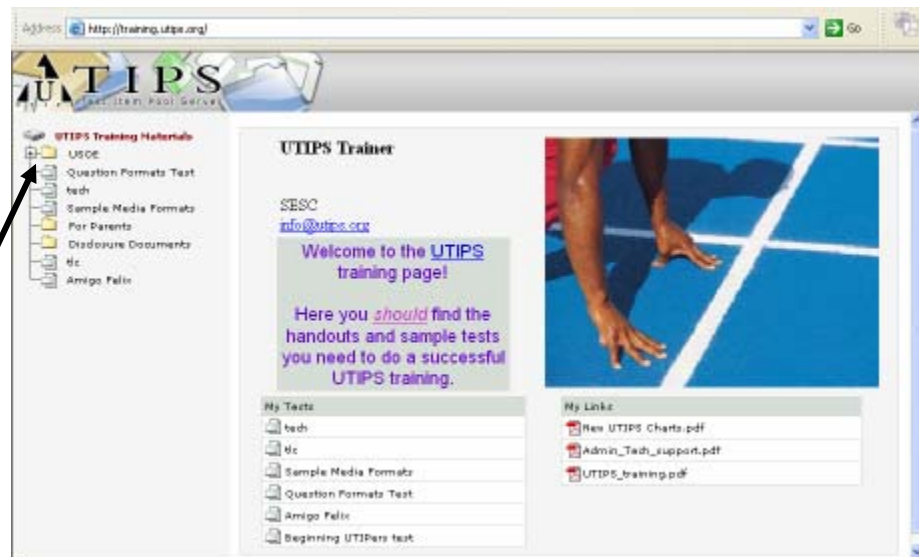 Address http://training.utips.org/ Go
UTIPS
Test Item Pool Server
UTIPS Training Materials
USOE
Question Formats Test
tech
Sample Media Formats
For Parents
Disclosure Documents
tlc
Amigo Felix
UTIPS Trainer
SESC
info@utips.org
Welcome to the UTIPS
training page!
Here you should find the
handouts and sample tests
you need to do a successful
UTIPS training.
My Tests
tech
tlc
Sample Media Formats
Question Formats Test
Amigo Felix
Beginning UTIPers test
My Links
New UTIPS Charts.pdf
Admin_Tech_support.pdf
UTIPS_training.pdf